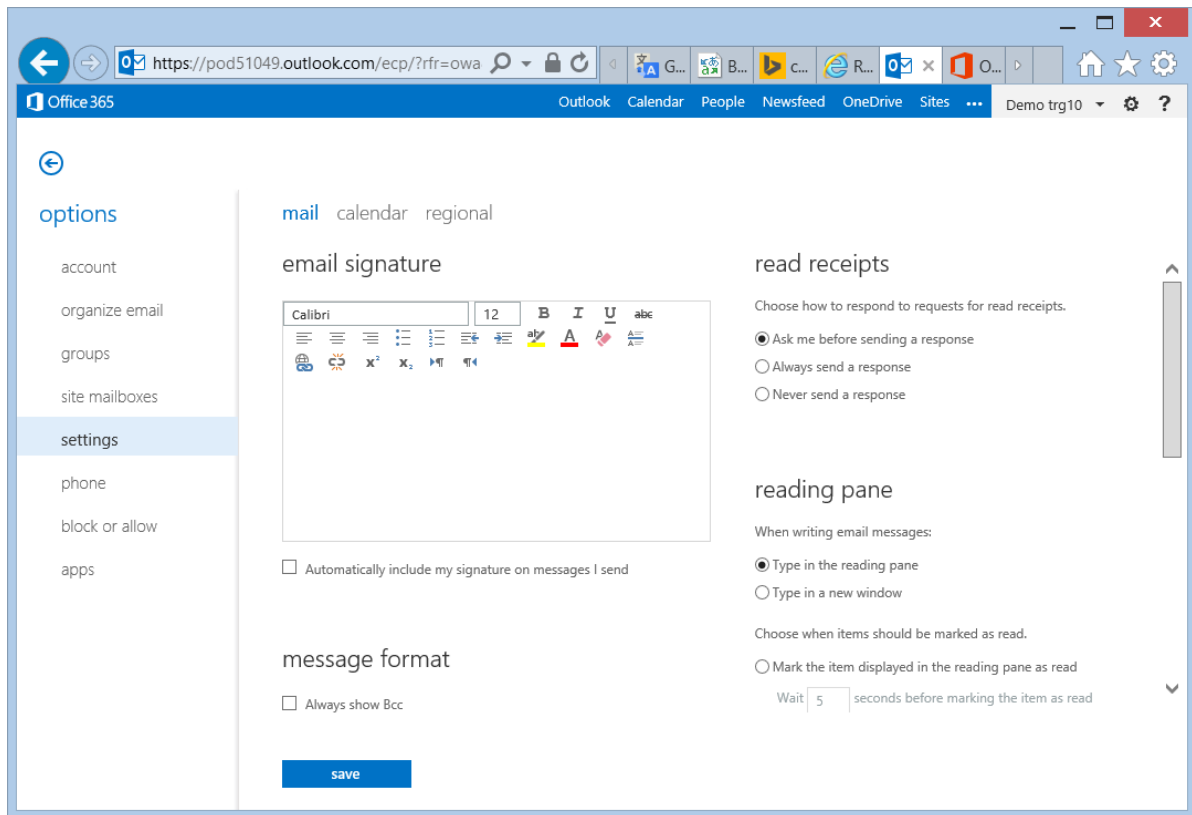 https://pod51049.outlook.com/ecp/?rfr=owa
G...
B...
c...
R...
O...
Office 365
Outlook Calendar People Newsfeed OneDrive Sites ••• Demo trg10 ?
options
account
organize email
groups
site mailboxes
settings
phone
block or allow
apps
mail calendar regional
email signature
Calibri 12 B I U abc
aby A A
A
x² x₂
Automatically include my signature on messages I send
message format
Always show Bcc
save
read receipts
Choose how to respond to requests for read receipts.
Ask me before sending a response
Always send a response
Never send a response
reading pane
When writing email messages:
Type in the reading pane
Type in a new window
Choose when items should be marked as read.
Mark the item displayed in the reading pane as read
Wait 5 seconds before marking the item as read